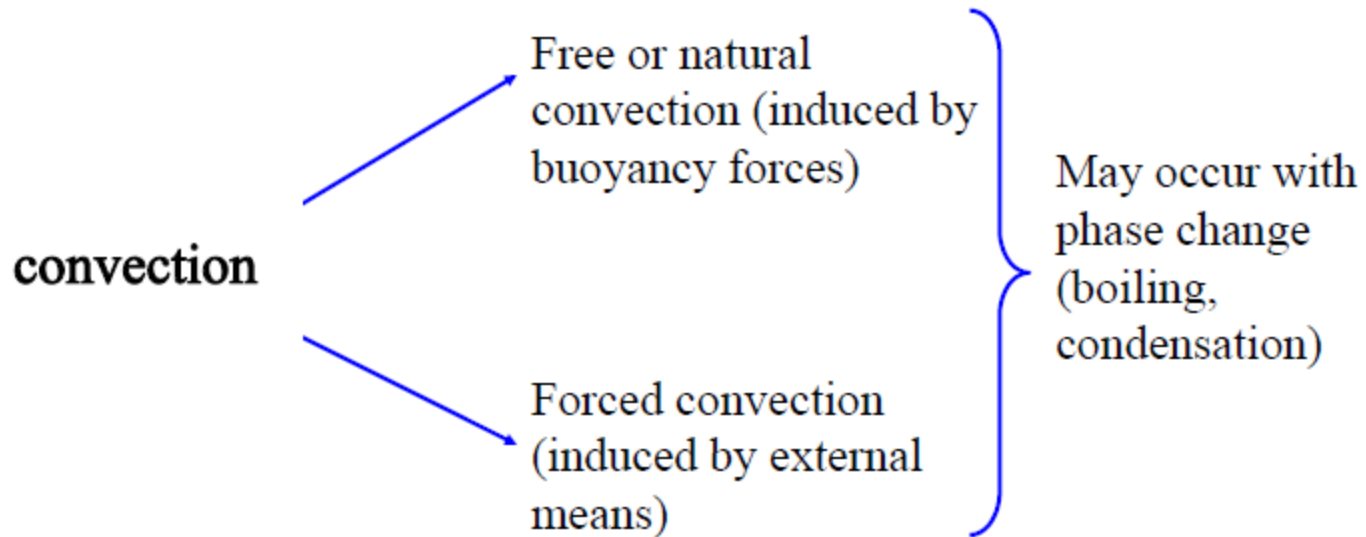 convection
Free or natural
convection (induced by
buoyancy forces)
Forced convection
(induced by external
means)
May occur with
phase change
(boiling,
condensation)